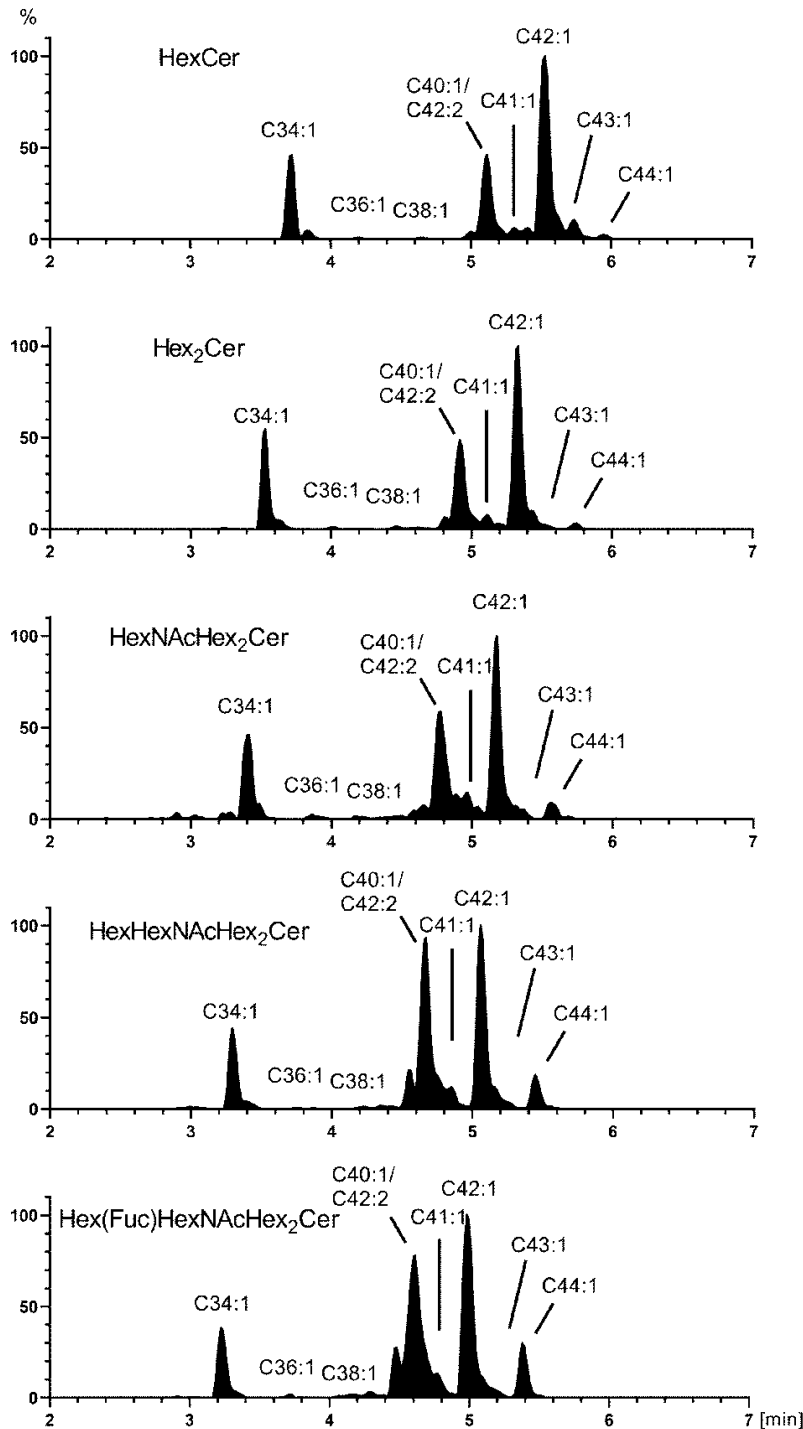 %
HexCer
C42:1
100
C40:1/
C42:2
C41:1
C43:1
C34:1
C44:1
50
C36:1
C38:1
0
2 3 4 5 6 7
Hex2Cer
C42:1
100
C40:1/
C42:2
C41:1
C34:1
C43:1
50
C36:1
C38:1
C44:1
0
2 3 4 5 6 7
C42:1
HexNAcHex2Cer
100
C40:1/
C42:2
C41:1
C34:1
C43:1
50
C36:1
C38:1
C44:1
0
2 3 4 5 6 7
C40:1/
C42:2
C42:1
HexHexNAcHex2Cer
C41:1
100
C43:1
C34:1
C44:1
50
C36:1
C38:1
0
2 3 4 5 6 7
C40:1/
C42:2
C42:1
Hex(Fuc)HexNAcHex2Cer
C41:1
100
C43:1
C34:1
C44:1
50
C36:1
C38:1
0
2 3 4 5 6 7 [min]